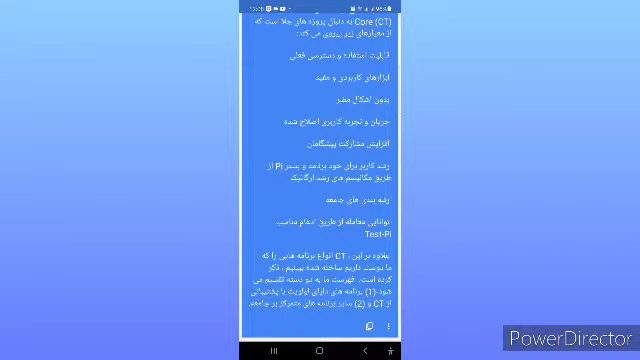 12:08 96%
Core (CT) به دنبال پروژه های جلا است که
از معیارهای زیر پیروی می کند:
قابلیت استفاده و دسترسی فعلی
ابزارهای کاربردی و مفید
بدون اشکال مضر
جریان و تجربه کاربری اصلاح شده
افزایش مشارکت پیشگامان
رشد کاربر برای خود برنامه و بستر Pi از
طریق مکانیسم های رشد ارگانیک
رتبه بندی های جامعه
توانایی معامله از طریق ادغام مناسب
Test-Pi
علاوه بر این، CT انواع برنامه هایی را که
ما دوست داریم ساخته شده ببینیم ، ذکر
کرده است. فهرست ما به دو دسته تقسیم می
شود (1) برنامه های دارای اولویت با پشتیبانی
از CT و (2) سایر برنامه های متمرکز بر جامعه.
PowerDirector